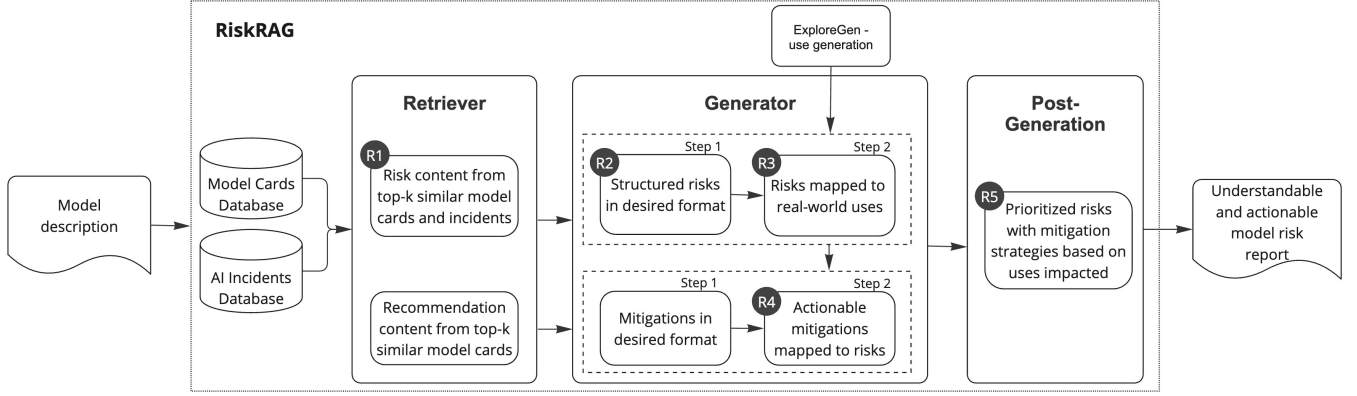 RiskRAG
ExploreGen -
use generation
Model
description
Model Cards
Database
AI Incidents
Database
Retriever
R1
Risk content from
top-k similar model
cards and incidents
Recommendation
content from top-k
similar model cards
Generator
Step 1
R2
Structured risks
in desired format
Step 2
R3
Risks mapped to
real-world uses
Step 1
Mitigations in
desired format
Step 2
R4
Actionable
mitigations
mapped to risks
Post-
Generation
R5
Prioritized risks
with mitigation
strategies based on
uses impacted
Understandable
and actionable
model risk
report